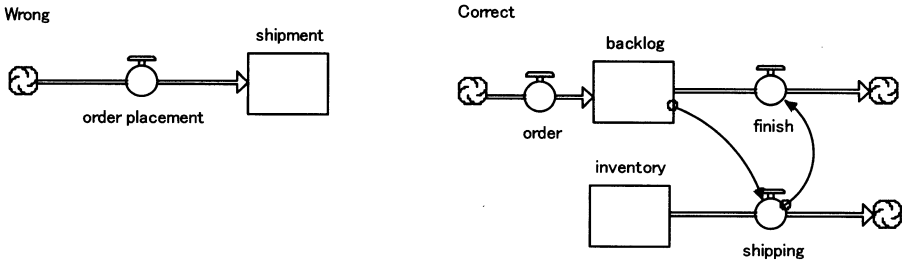 Wrong
shipment
order placement
Correct
backlog
order
finish
inventory
shipping